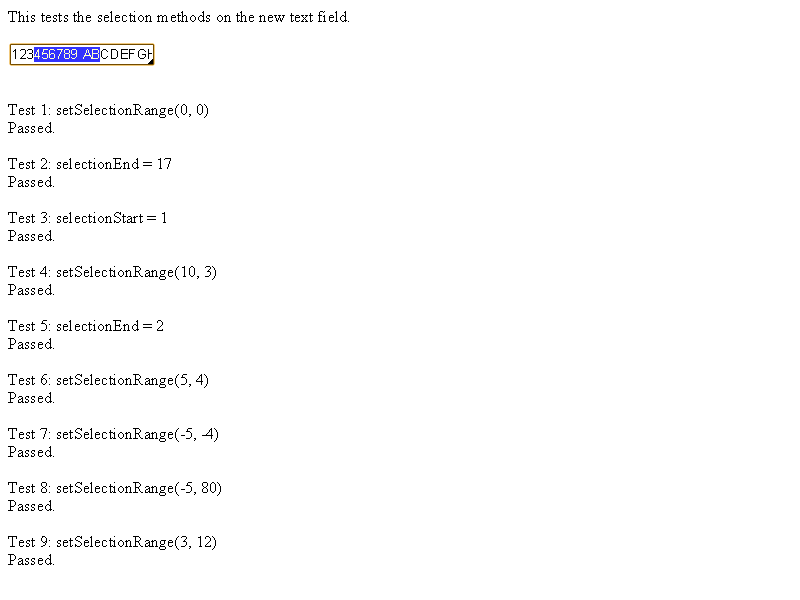 This tests the selection methods on the new text field.
123456789 ABCDEFGH
Test 1: setSelectionRange(0, 0)
Passed.
Test 2: selectionEnd = 17
Passed.
Test 3: selectionStart = 1
Passed.
Test 4: setSelectionRange(10, 3)
Passed.
Test 5: selectionEnd = 2
Passed.
Test 6: setSelectionRange(5, 4)
Passed.
Test 7: setSelectionRange(-5, -4)
Passed.
Test 8: setSelectionRange(-5, 80)
Passed.
Test 9: setSelectionRange(3, 12)
Passed.